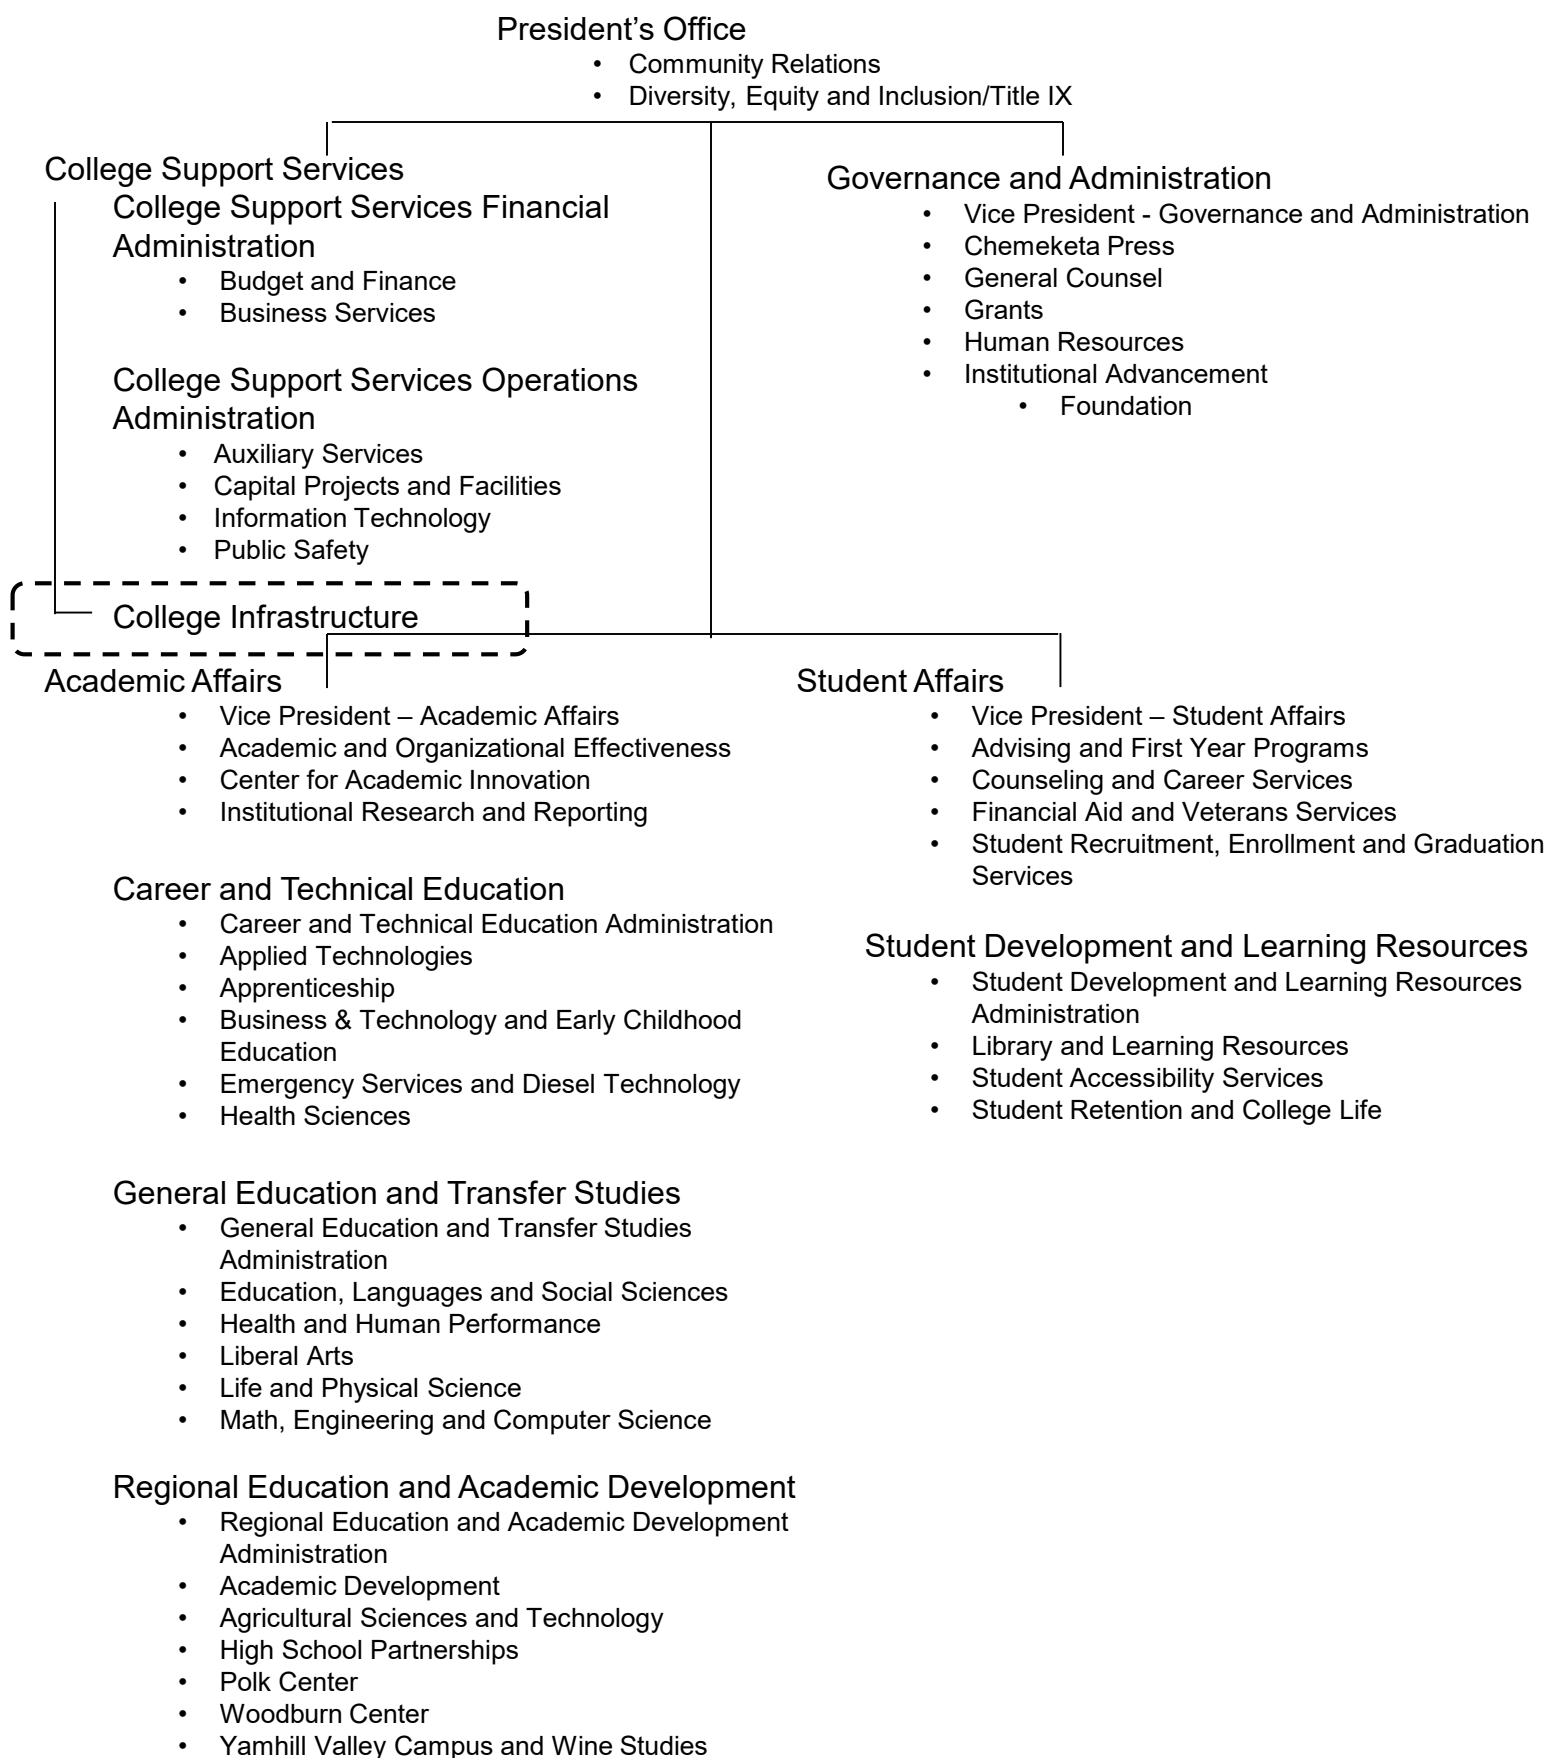 President’s Office
• Community Relations
• Diversity, Equity and Inclusion/Title IX
College Support Services
College Support Services Financial
Administration
• Budget and Finance
• Business Services
College Support Services Operations
Administration
• Auxiliary Services
• Capital Projects and Facilities
• Information Technology
• Public Safety
College Infrastructure
Governance and Administration
• Vice President - Governance and Administration
• Chemeketa Press
• General Counsel
• Grants
• Human Resources
• Institutional Advancement
• Foundation
Academic Affairs
• Vice President – Academic Affairs
• Academic and Organizational Effectiveness
• Center for Academic Innovation
• Institutional Research and Reporting
Career and Technical Education
• Career and Technical Education Administration
• Applied Technologies
• Apprenticeship
• Business & Technology and Early Childhood
Education
• Emergency Services and Diesel Technology
• Health Sciences
General Education and Transfer Studies
• General Education and Transfer Studies
Administration
• Education, Languages and Social Sciences
• Health and Human Performance
• Liberal Arts
• Life and Physical Science
• Math, Engineering and Computer Science
Regional Education and Academic Development
• Regional Education and Academic Development
Administration
• Academic Development
• Agricultural Sciences and Technology
• High School Partnerships
• Polk Center
• Woodburn Center
• Yamhill Valley Campus and Wine Studies
Student Affairs
• Vice President – Student Affairs
• Advising and First Year Programs
• Counseling and Career Services
• Financial Aid and Veterans Services
• Student Recruitment, Enrollment and Graduation
Services
Student Development and Learning Resources
• Student Development and Learning Resources
Administration
• Library and Learning Resources
• Student Accessibility Services
• Student Retention and College Life